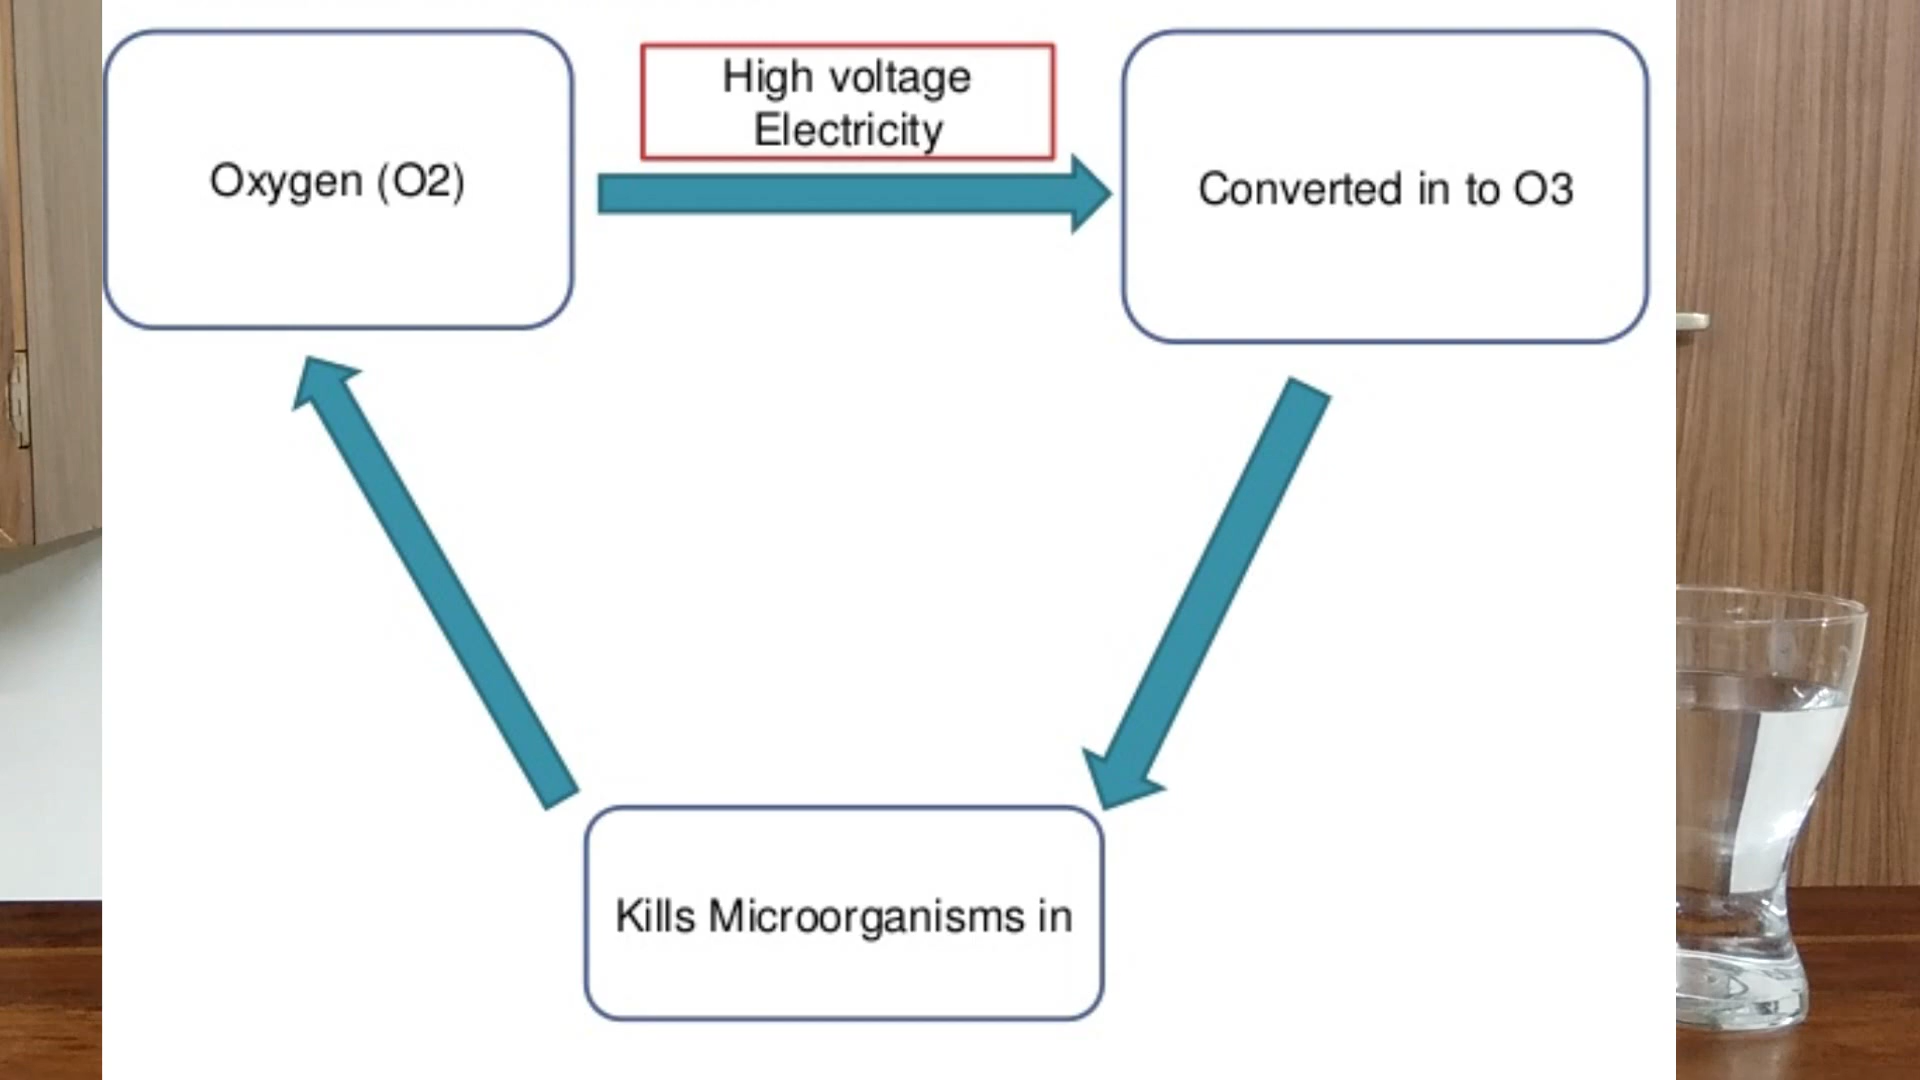 High voltage
Electricity
Oxygen (O2)
Converted in to O3
Kills Microorganisms in